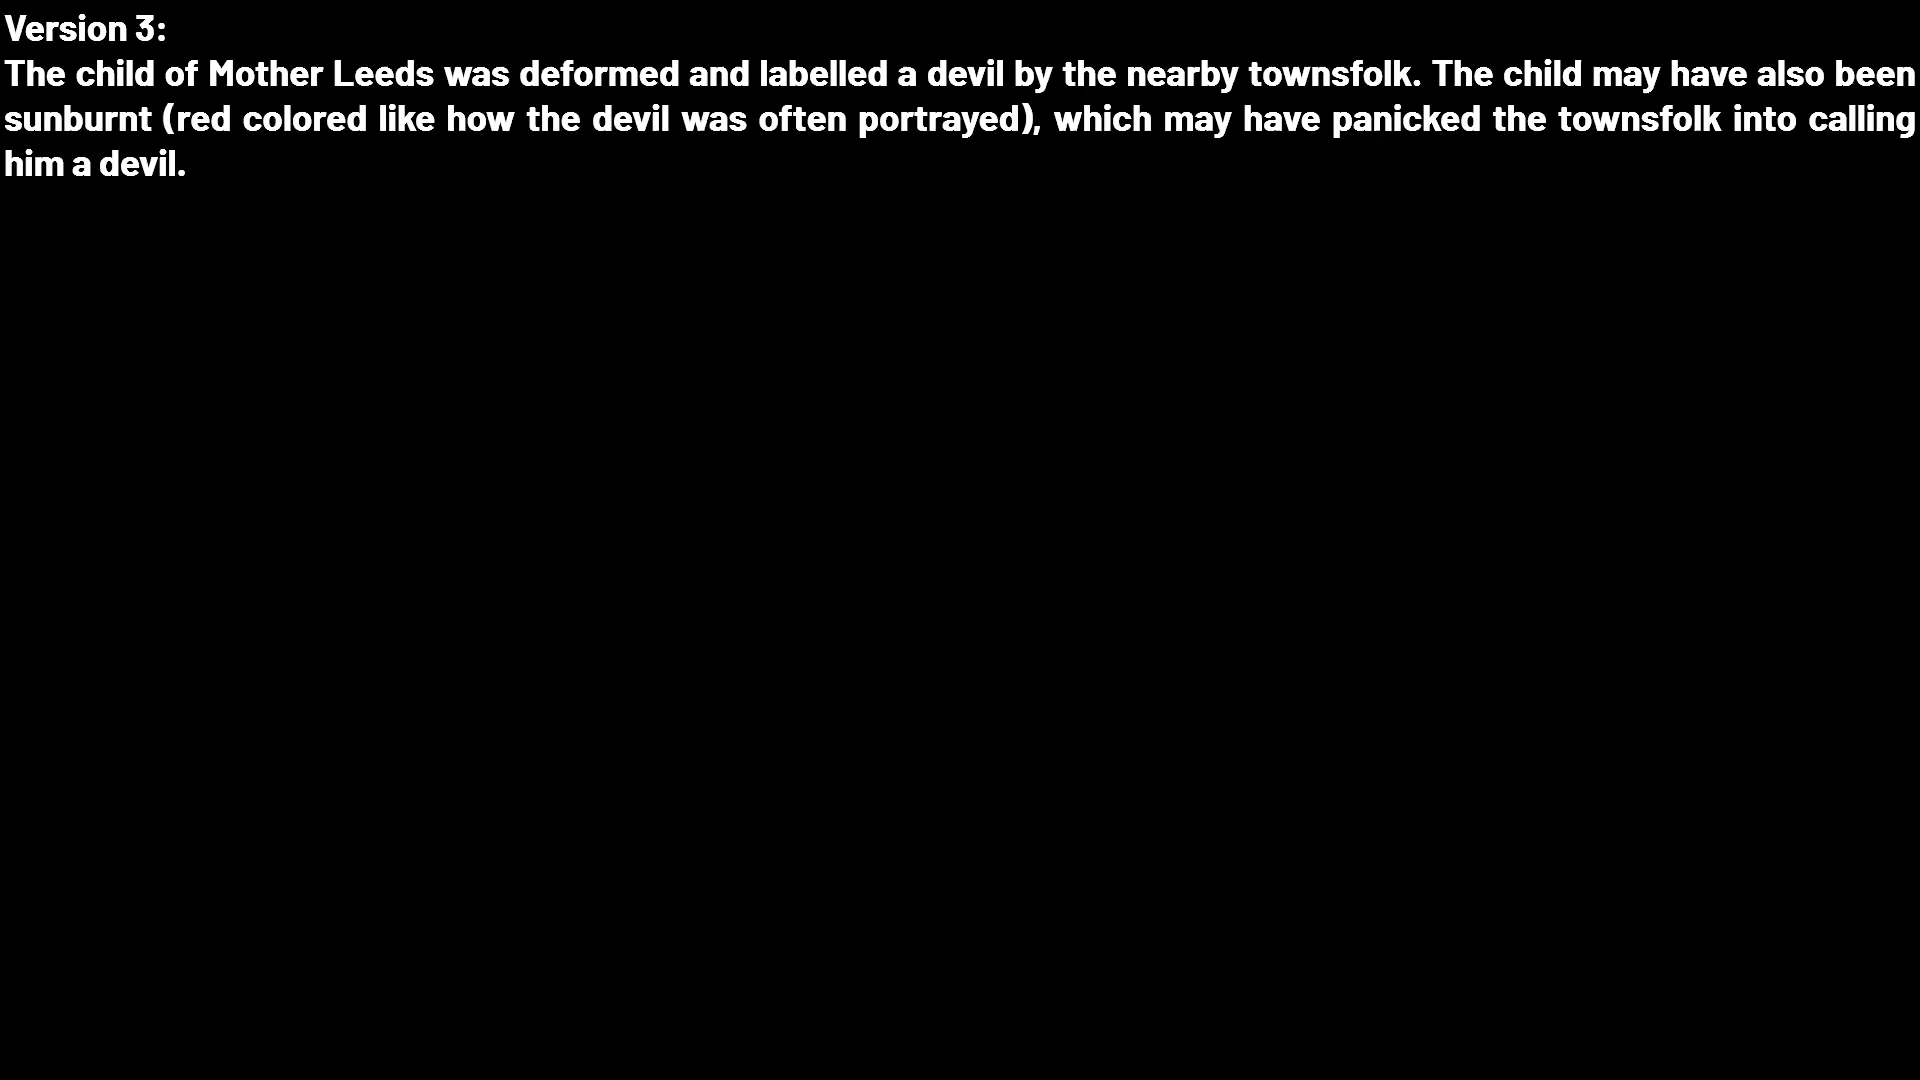 Version 3:
The child of Mother Leeds was deformed and labelled a devil by the nearby townsfolk. The child may have also been
sunburnt (red colored like how the devil was often portrayed), which may have panicked the townsfolk into calling
him a devil.